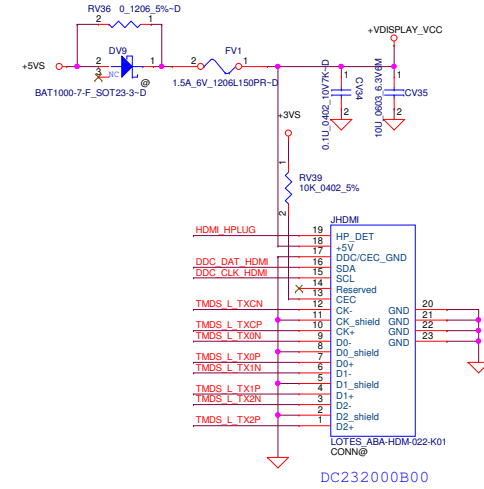 RV36 0_1206_5%~D
2 1
+VDISPLAY_VCC
DV9
FV1
+5VS
2 1 2 1
3 NC
@
BAT1000-7-F_SOT23-3~D
1.5A_6V_1206L150PR~D
0.1U_0402_10V7K~D
1
2
CV34
10U_0603_6.3V6M
1
2
CV35
+3VS
1
RV39
10K_0402_5%
2
JHDMI
HDMI_HPLUG 19 HP_DET
18 +5V
17 DDC/CEC_GND
DDC_DAT_HDMI 16 SDA
DDC_CLK_HDMI 15 SCL
14 Reserved
13 CEC
TMDS_L_TXCN 12 CK- GND 20
11 CK_shield GND 21
TMDS_L_TXCP 10 CK+ GND 22
TMDS_L_TX0N 9 D0- GND 23
8 D0_shield
TMDS_L_TX0P 7 D0+
TMDS_L_TX1N 6 D1-
5 D1_shield
TMDS_L_TX1P 4 D1+
TMDS_L_TX2N 3 D2-
2 D2_shield
TMDS_L_TX2P 1 D2+
LOTES_ABA-HDM-022-K01
CONN@
DC232000B00